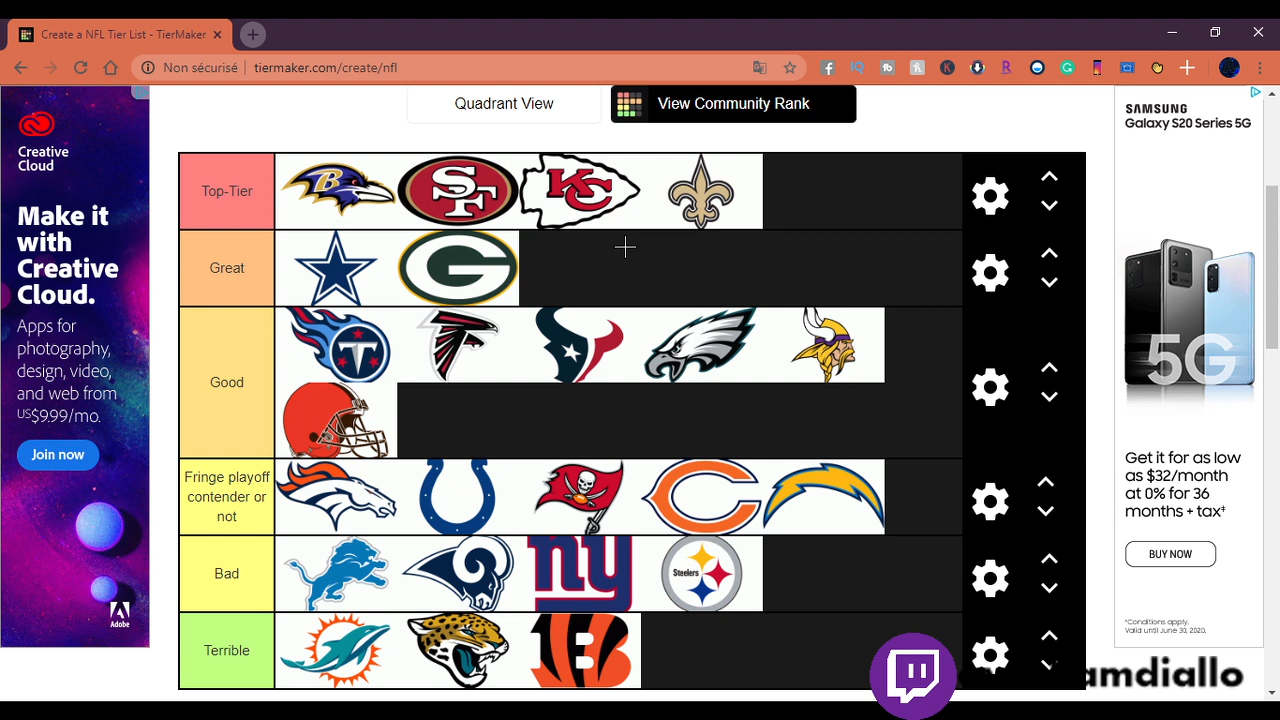 Create a NFL Tier List - TierMaker
Non sécurisé
tiermaker.com/create/nfl
Quadrant View
View Community Rank
Creative
Cloud
Make it
with
Creative
Cloud.
Apps for
photography,
design, video,
and web from
US$9.99/mo.
Join now
Adobe
Top-Tier
B
SF
KC
Great
G
Good
T
Fringe playoff
contender or
not
C
Bad
ny
Steelers
Terrible
B
SAMSUNG
Galaxy S20 Series 5G
5G
Get it for as low
as $32/month
at 0% for 36
months + tax‡
BUY NOW
*Conditions apply.
Valid until June 30, 2020.
amdiallo